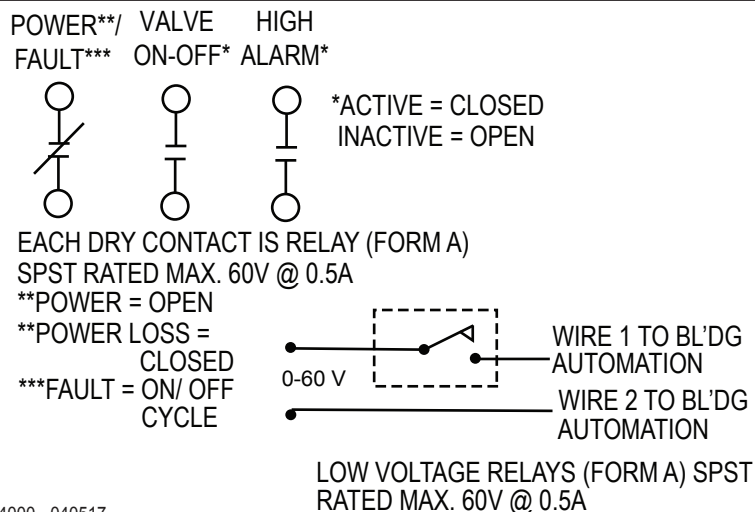 POWER**/ VALVE HIGH
FAULT*** ON-OFF* ALARM*
*ACTIVE = CLOSED
INACTIVE = OPEN
EACH DRY CONTACT IS RELAY (FORM A)
SPST RATED MAX. 60V @ 0.5A
**POWER = OPEN
**POWER LOSS =
CLOSED
***FAULT = ON/ OFF
CYCLE
0-60 V
WIRE 1 TO BL'DG
AUTOMATION
WIRE 2 TO BL'DG
AUTOMATION
LOW VOLTAGE RELAYS (FORM A) SPST
RATED MAX. 60V @ 0.5A